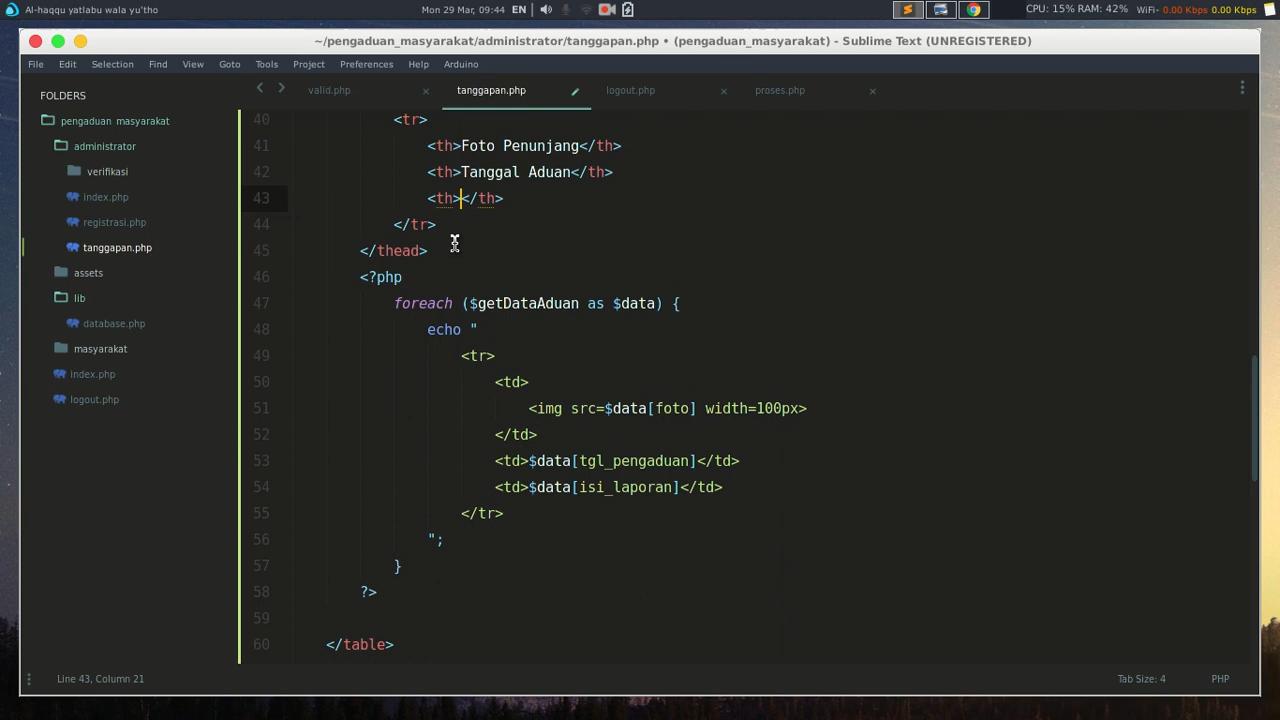 Al-haqqu yatlabu wala yu'tho
Mon 29 Mar, 09:44 EN
CPU: 15% RAM: 42% WiFi- 0.00 Kbps 0.00 Kbps
~/pengaduan_masyarakat/administrator/tanggapan.php • (pengaduan_masyarakat) - Sublime Text (UNREGISTERED)
File Edit Selection Find View Goto Tools Project Preferences Help Arduino
FOLDERS
pengaduan masyarakat
administrator
verifikasi
index.php
registrasi.php
tanggapan.php
assets
lib
database.php
masyarakat
index.php
logout.php
valid.php × tanggapan.php logout.php × proses.php ×
40 <tr>
41 <th>Foto Penunjang</th>
42 <th>Tanggal Aduan</th>
43 <th></th>
44 </tr>
45 </thead>
46 <?php
47 foreach ($getDataAduan as $data) {
48 echo "
49 <tr>
50 <td>
51 <img src=$data[foto] width=100px>
52 </td>
53 <td>$data[tgl_pengaduan]</td>
54 <td>$data[isi_laporan]</td>
55 </tr>
56 ";
57 }
58 ?>
59
60 </table>
Line 43, Column 21
Tab Size: 4 PHP